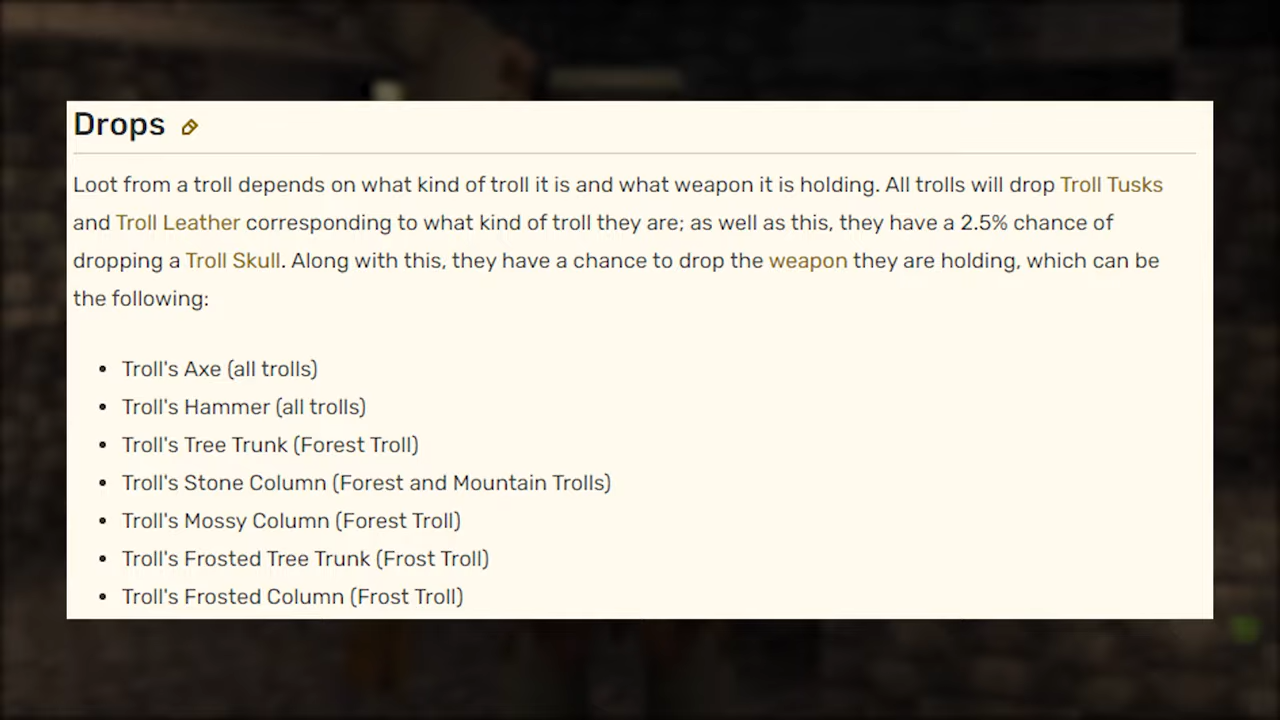 Drops
Loot from a troll depends on what kind of troll it is and what weapon it is holding. All trolls will drop Troll Tusks
and Troll Leather corresponding to what kind of troll they are; as well as this, they have a 2.5% chance of
dropping a Troll Skull. Along with this, they have a chance to drop the weapon they are holding, which can be
the following:
• Troll's Axe (all trolls)
• Troll's Hammer (all trolls)
• Troll's Tree Trunk (Forest Troll)
• Troll's Stone Column (Forest and Mountain Trolls)
• Troll's Mossy Column (Forest Troll)
• Troll's Frosted Tree Trunk (Frost Troll)
• Troll's Frosted Column (Frost Troll)